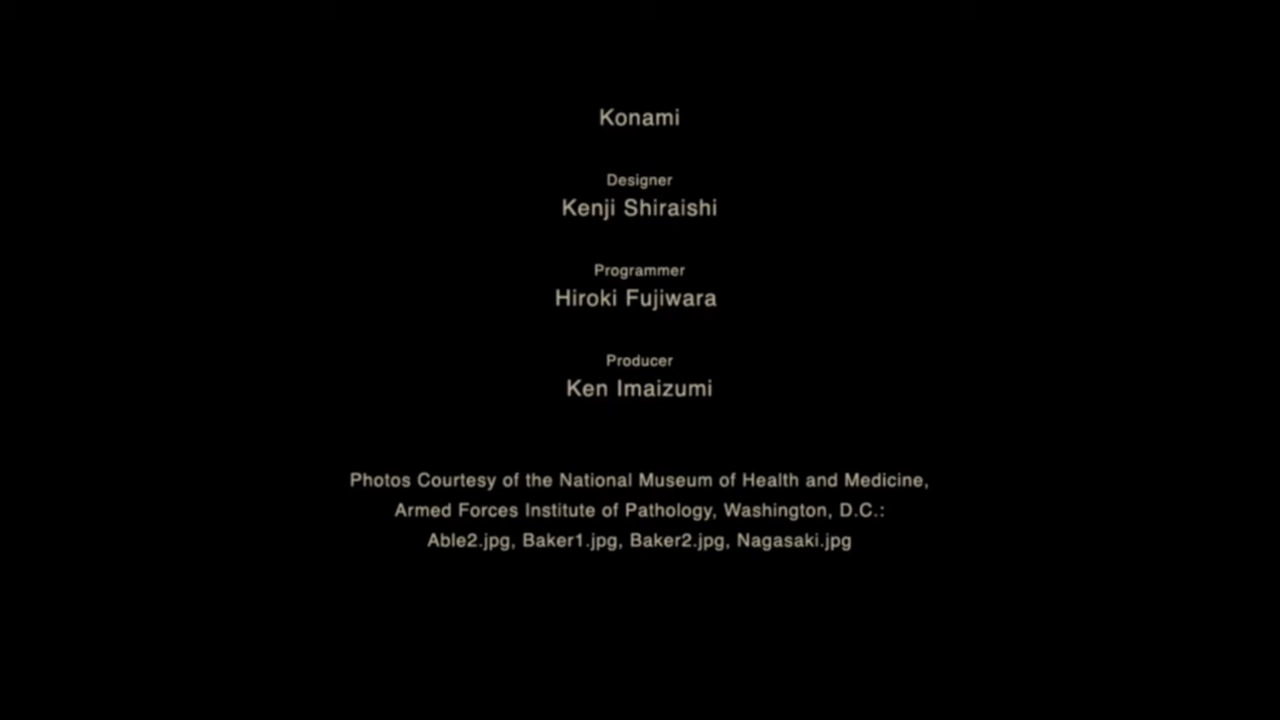 Konami
Designer
Kenji Shiraishi
Programmer
Hiroki Fujiwara
Producer
Ken Imaizumi
Photos Courtesy of the National Museum of Health and Medicine,
Armed Forces Institute of Pathology, Washington, D.C.:
Able2.jpg, Baker1.jpg, Baker2.jpg, Nagasaki.jpg